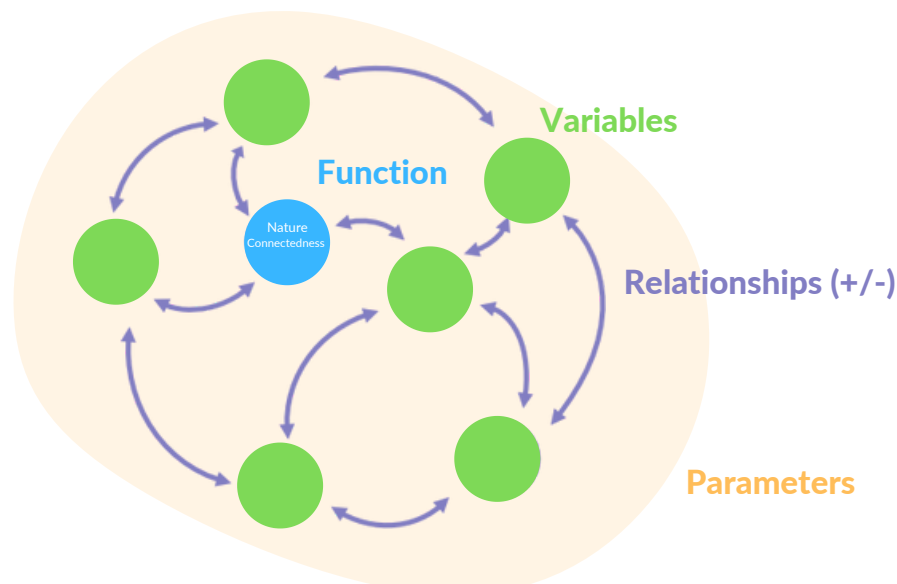 Variables
Function
Nature
Connectedness
Relationships (+/-)
Parameters